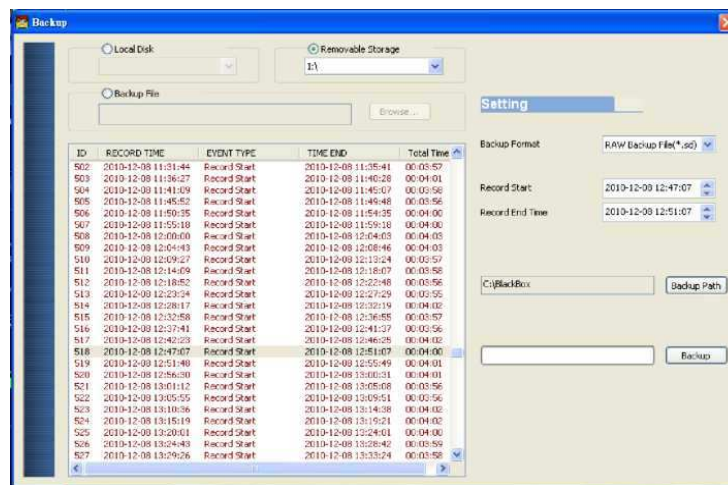 Backup
Local Disk
Removable Storage
I:\
Backup File
Browse...
Setting
Backup Format
RAW Backup File(*.sd)
Record Start
2010-12-08 12:47:07
Record End Time
2010-12-08 12:51:07
C:\BlackBox
Backup Path
Backup
ID RECORD TIME EVENT TYPE TIME END Total Time
502 2010-12-08 11:31:44 Record Start 2010-12-08 11:35:41 00:03:57
503 2010-12-08 11:36:27 Record Start 2010-12-08 11:40:28 00:04:01
504 2010-12-08 11:41:09 Record Start 2010-12-08 11:45:07 00:03:58
505 2010-12-08 11:45:52 Record Start 2010-12-08 11:49:48 00:03:56
506 2010-12-08 11:50:35 Record Start 2010-12-08 11:54:35 00:04:00
507 2010-12-08 11:55:18 Record Start 2010-12-08 11:59:18 00:04:00
508 2010-12-08 12:00:00 Record Start 2010-12-08 12:04:03 00:04:03
509 2010-12-08 12:04:43 Record Start 2010-12-08 12:08:46 00:04:03
510 2010-12-08 12:09:27 Record Start 2010-12-08 12:13:24 00:03:57
511 2010-12-08 12:14:09 Record Start 2010-12-08 12:18:07 00:03:58
512 2010-12-08 12:18:52 Record Start 2010-12-08 12:22:48 00:03:56
513 2010-12-08 12:23:34 Record Start 2010-12-08 12:27:29 00:03:55
514 2010-12-08 12:28:17 Record Start 2010-12-08 12:32:19 00:04:02
515 2010-12-08 12:32:58 Record Start 2010-12-08 12:36:55 00:03:57
516 2010-12-08 12:37:41 Record Start 2010-12-08 12:41:37 00:03:56
517 2010-12-08 12:42:23 Record Start 2010-12-08 12:46:25 00:04:02
518 2010-12-08 12:47:07 Record Start 2010-12-08 12:51:07 00:04:00
519 2010-12-08 12:51:48 Record Start 2010-12-08 12:55:49 00:04:01
520 2010-12-08 12:56:30 Record Start 2010-12-08 13:00:31 00:04:01
521 2010-12-08 13:01:12 Record Start 2010-12-08 13:05:08 00:03:56
522 2010-12-08 13:05:55 Record Start 2010-12-08 13:09:51 00:03:56
523 2010-12-08 13:10:36 Record Start 2010-12-08 13:14:38 00:04:02
524 2010-12-08 13:15:19 Record Start 2010-12-08 13:19:21 00:04:02
525 2010-12-08 13:20:01 Record Start 2010-12-08 13:24:01 00:04:00
526 2010-12-08 13:24:43 Record Start 2010-12-08 13:28:42 00:03:59
527 2010-12-08 13:29:26 Record Start 2010-12-08 13:33:24 00:03:58